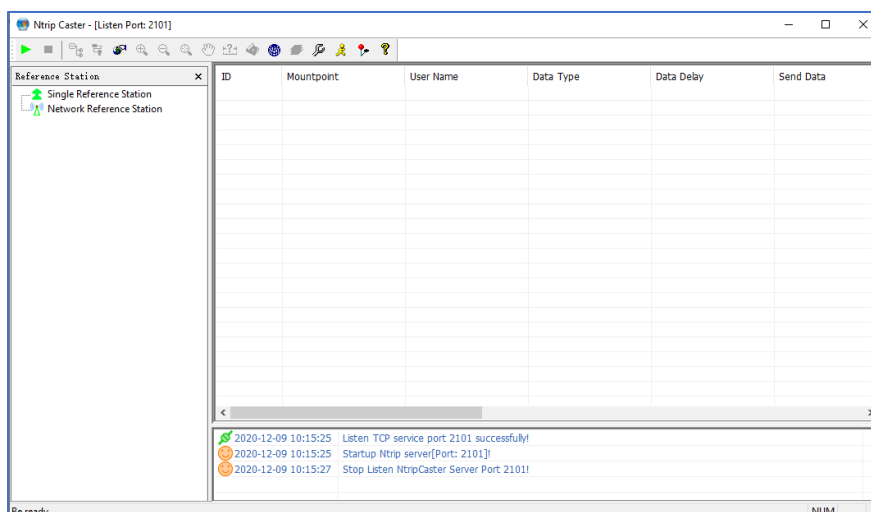 Ntrip Caster - [Listen Port: 2101]
Reference Station
Single Reference Station
Network Reference Station
ID Mountpoint User Name Data Type Data Delay Send Data
2020-12-09 10:15:25 Listen TCP service port 2101 successfully!
2020-12-09 10:15:25 Startup Ntrip server[Port: 2101]!
2020-12-09 10:15:27 Stop Listen NtripCaster Server Port 2101!
Be ready NUM